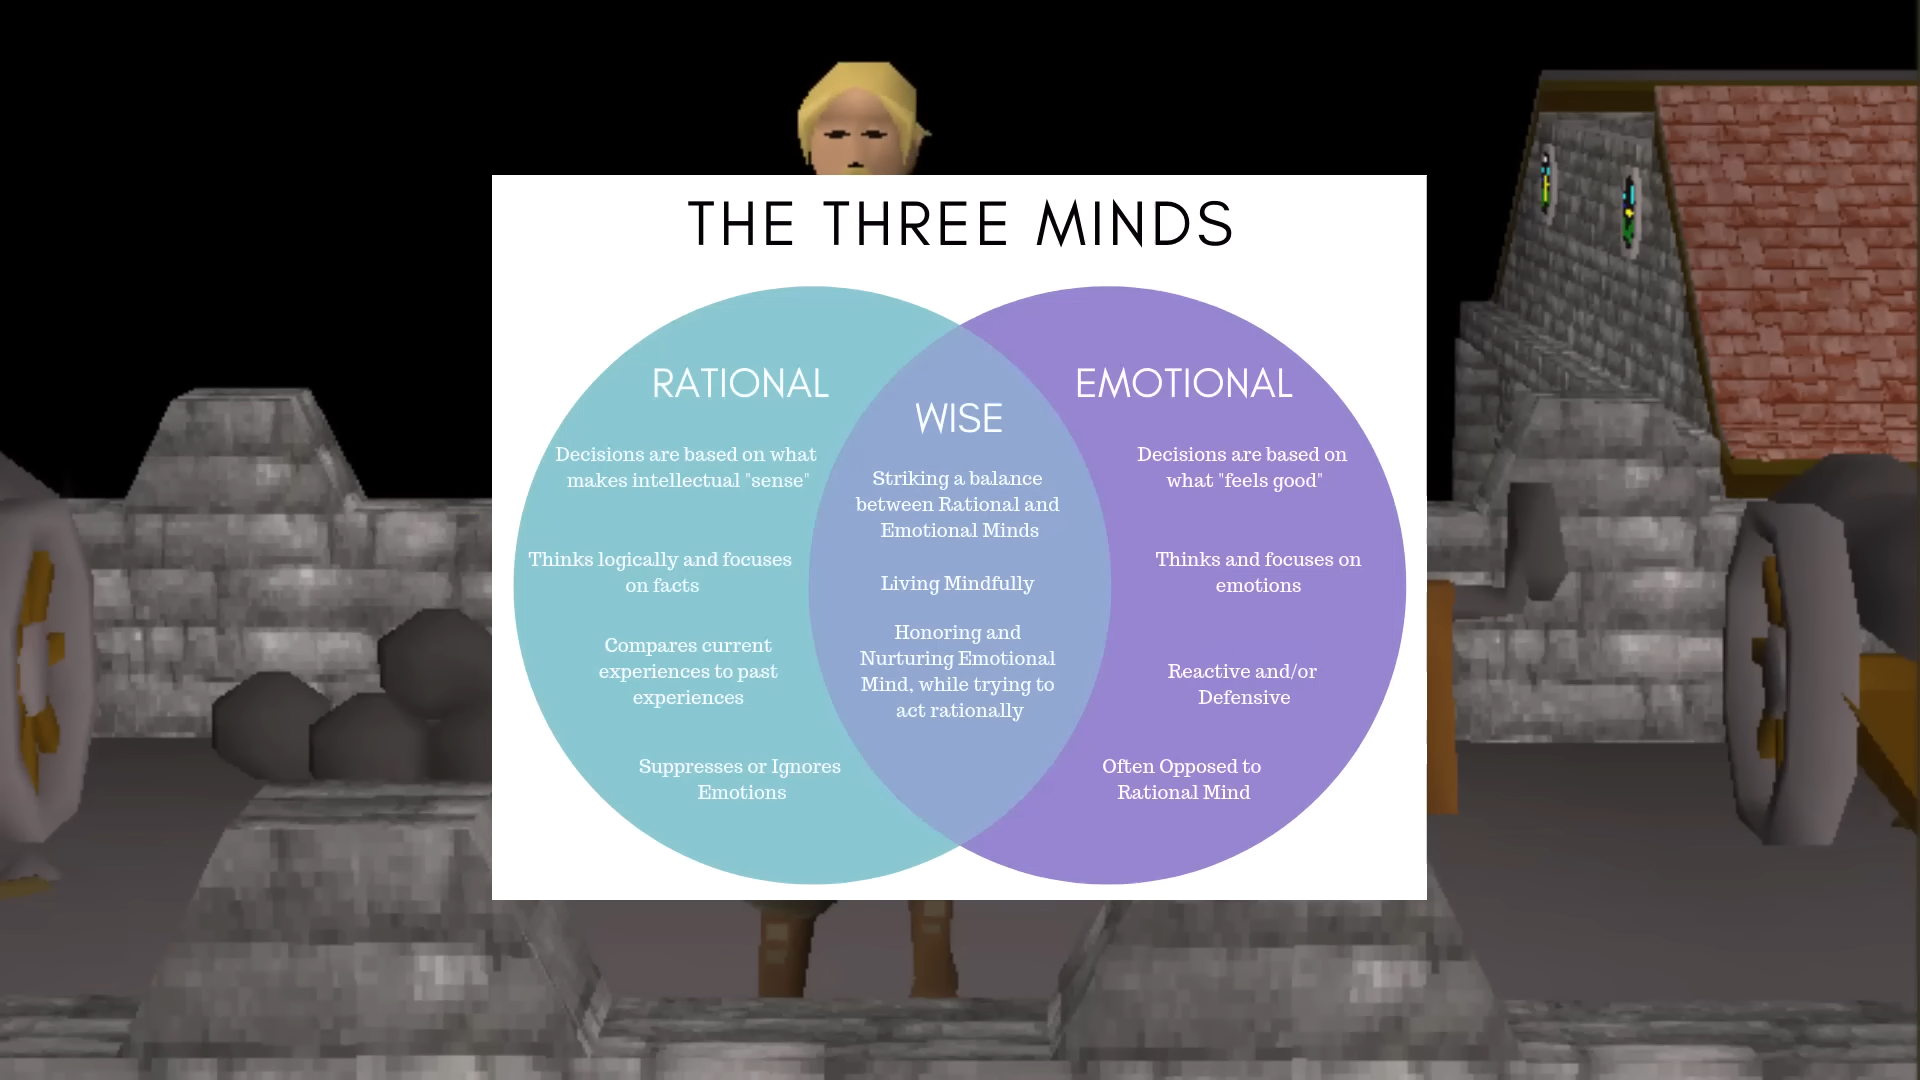 THE THREE MINDS
RATIONAL
Decisions are based on what
makes intellectual "sense"
Thinks logically and focuses
on facts
Compares current
experiences to past
experiences
Suppresses or Ignores
Emotions
WISE
Striking a balance
between Rational and
Emotional Minds
Living Mindfully
Honoring and
Nurturing Emotional
Mind, while trying to
act rationally
EMOTIONAL
Decisions are based on
what "feels good"
Thinks and focuses on
emotions
Reactive and/or
Defensive
Often Opposed to
Rational Mind